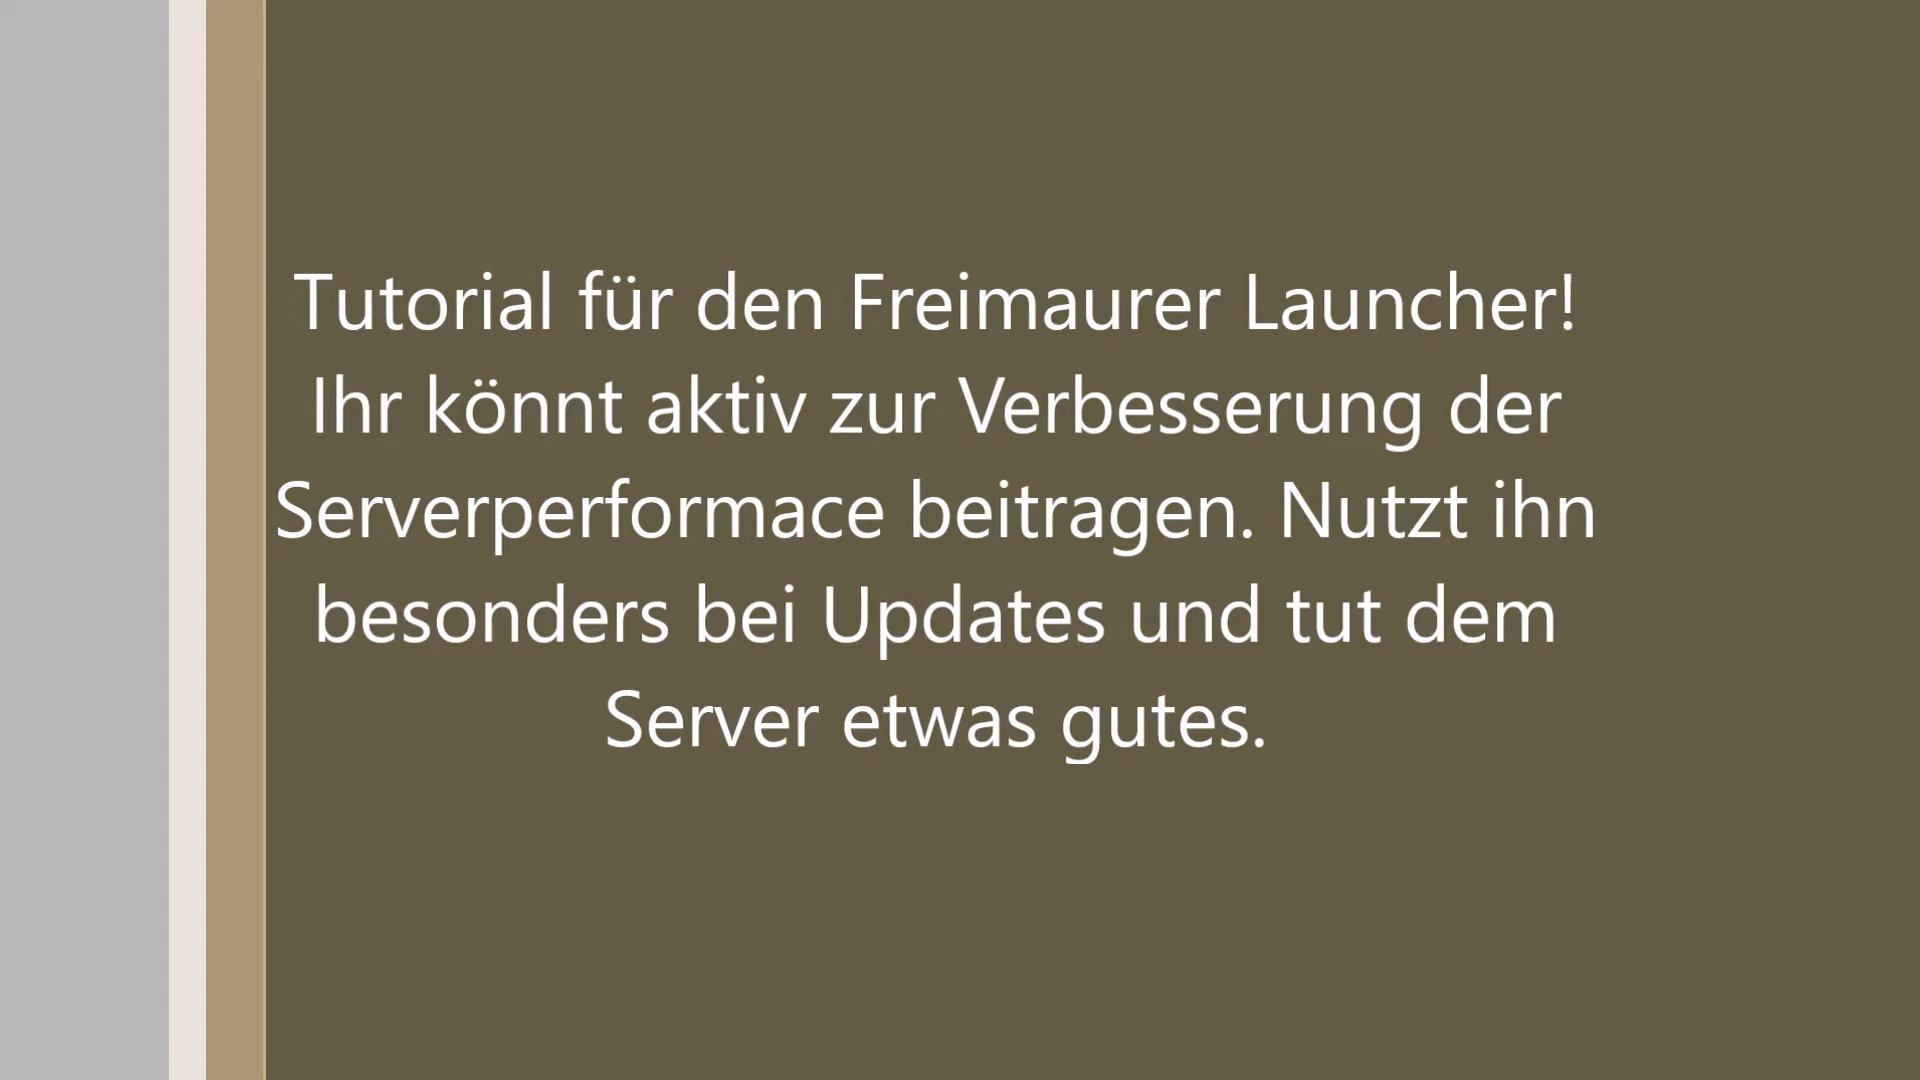 Tutorial für den Freimaurer Launcher!
Ihr könnt aktiv zur Verbesserung der
Serverperformace beitragen. Nutzt ihn
besonders bei Updates und tut dem
Server etwas gutes.